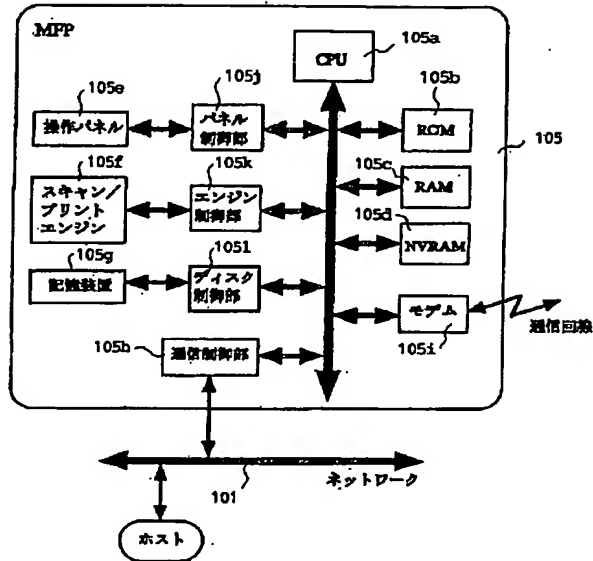 MFP
CPU
105a
105e
105j
105b
操作パネル
パネル
制御部
ROM
105
105f
105k
105c
スキャン/
プリント
エンジン
エンジン
制御部
RAM
105d
105g
105l
NVRAM
記憶装置
ディスク
制御部
モデム
通信回線
105h
通信制御部
105i
101
ネットワーク
ホスト